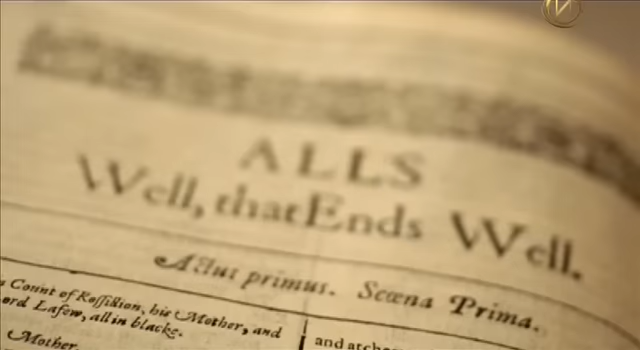 ALLS
Well, that Ends Well.
Actus primus. Scœna Prima.
Count of Roſſillion, his Mother, and
ord Lafew, all in blacke.
Mother.
and